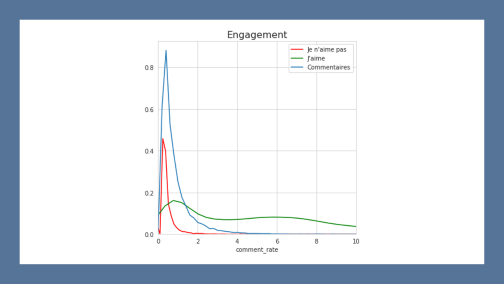 Engagement
Je n'aime pas
J'aime
Commentaires
0.8
0.6
0.4
0.2
0.0
0 2 4 6 8 10
comment_rate